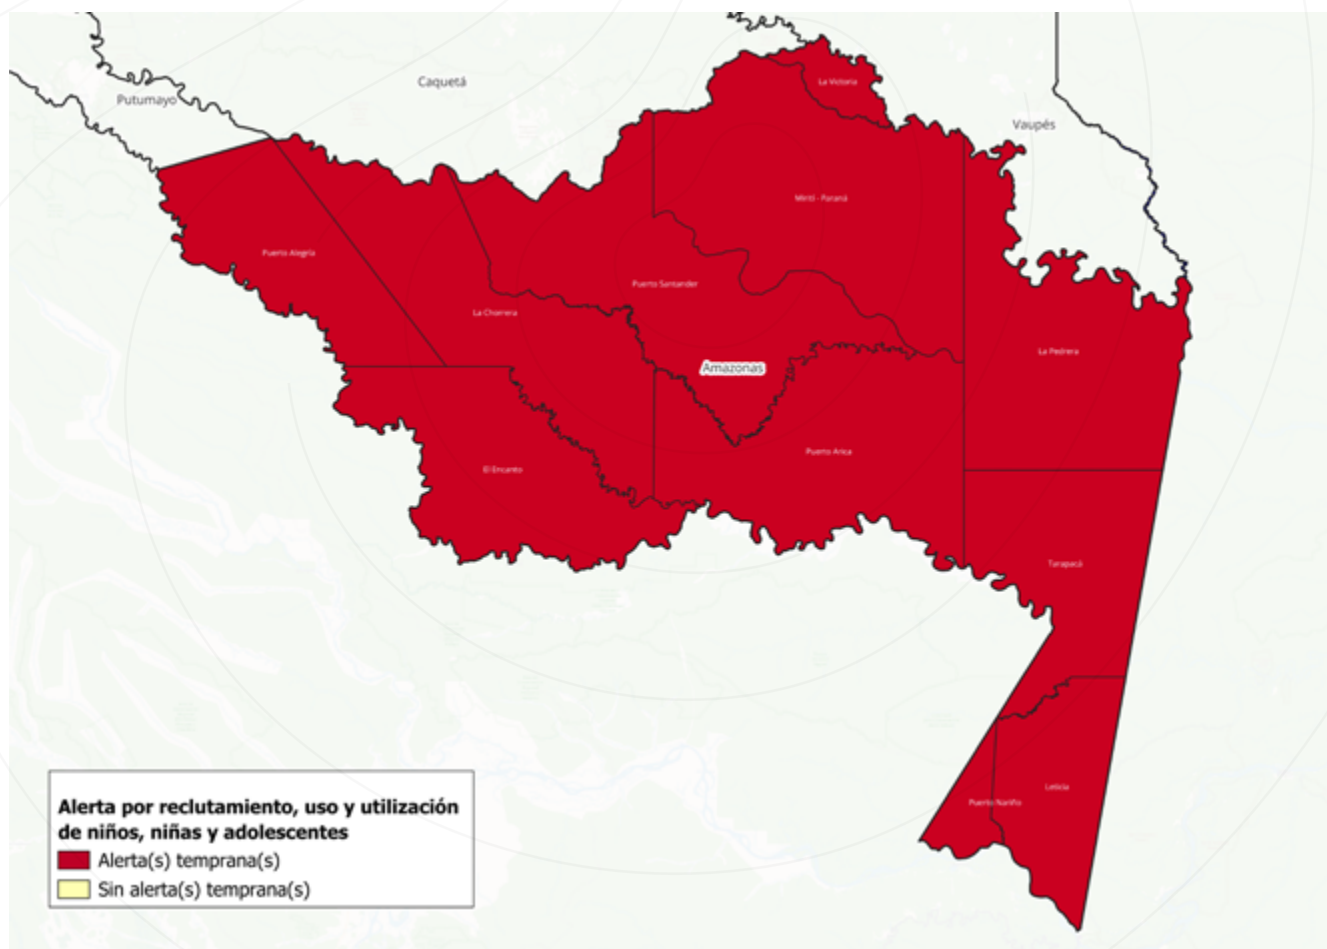 Caquetá
Putumayo
La Victoria
Vaupés
Mirití - Paraná
Puerto Alegría
Puerto Santander
La Chorrera
La Pedrera
Amazonas
Puerto Arica
El Encanto
Tarapacá
Leticia
Puerto Nariño
Alerta por reclutamiento, uso y utilización
de niños, niñas y adolescentes
Alerta(s) temprana(s)
Sin alerta(s) temprana(s)